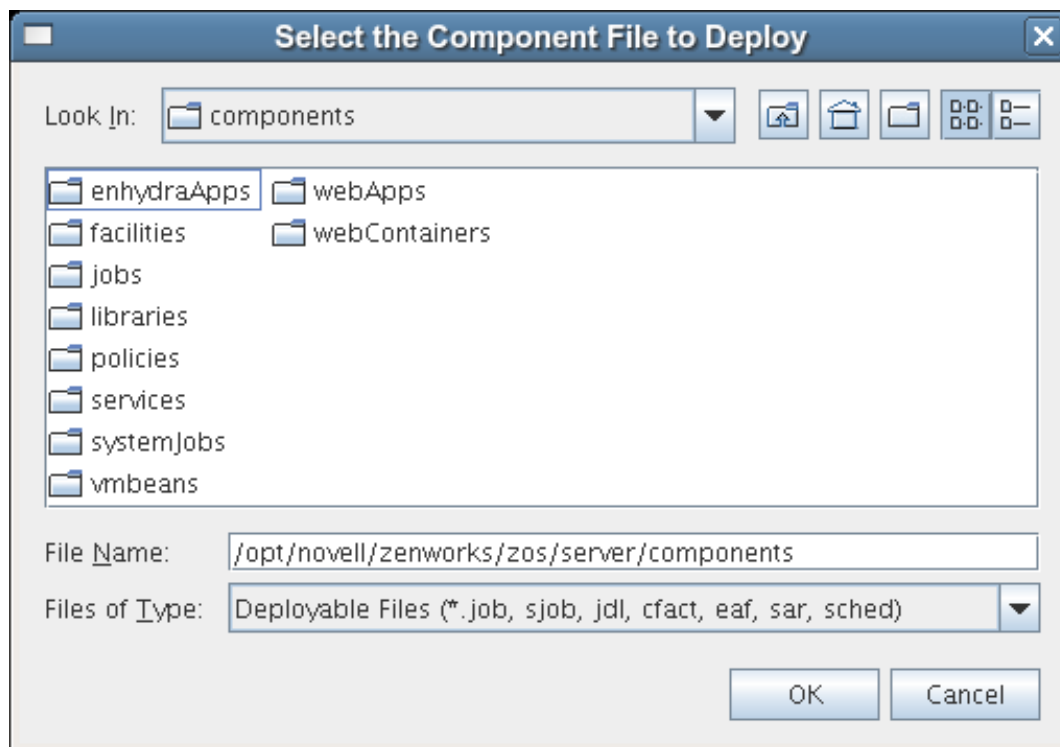 Select the Component File to Deploy
Look In: components
enhydraApps webApps
facilities webContainers
jobs
libraries
policies
services
systemJobs
vmbeans
File Name: /opt/novell/zenworks/zos/server/components
Files of Type: Deployable Files (*.job, sjob, jdl, cfact, eaf, sar, sched)
OK Cancel